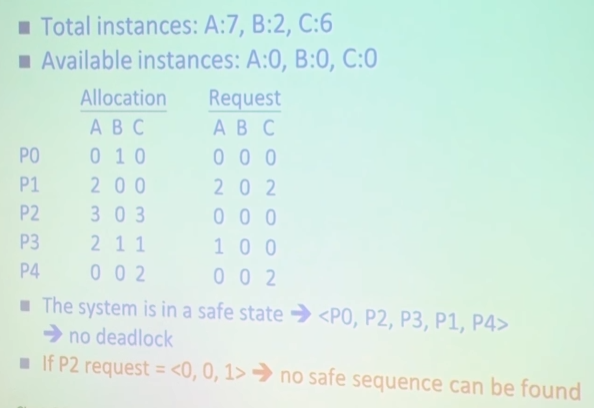 ■ Total instances: A:7, B:2, C:6
■ Available instances: A:0, B:0, C:0
Allocation Request
A B C A B C
P0 0 1 0 0 0 0
P1 2 0 0 2 0 2
P2 3 0 3 0 0 0
P3 2 1 1 1 0 0
P4 0 0 2 0 0 2
■ The system is in a safe state ➔ <P0, P2, P3, P1, P4>
➔ no deadlock
■ If P2 request = <0, 0, 1> ➔ no safe sequence can be found